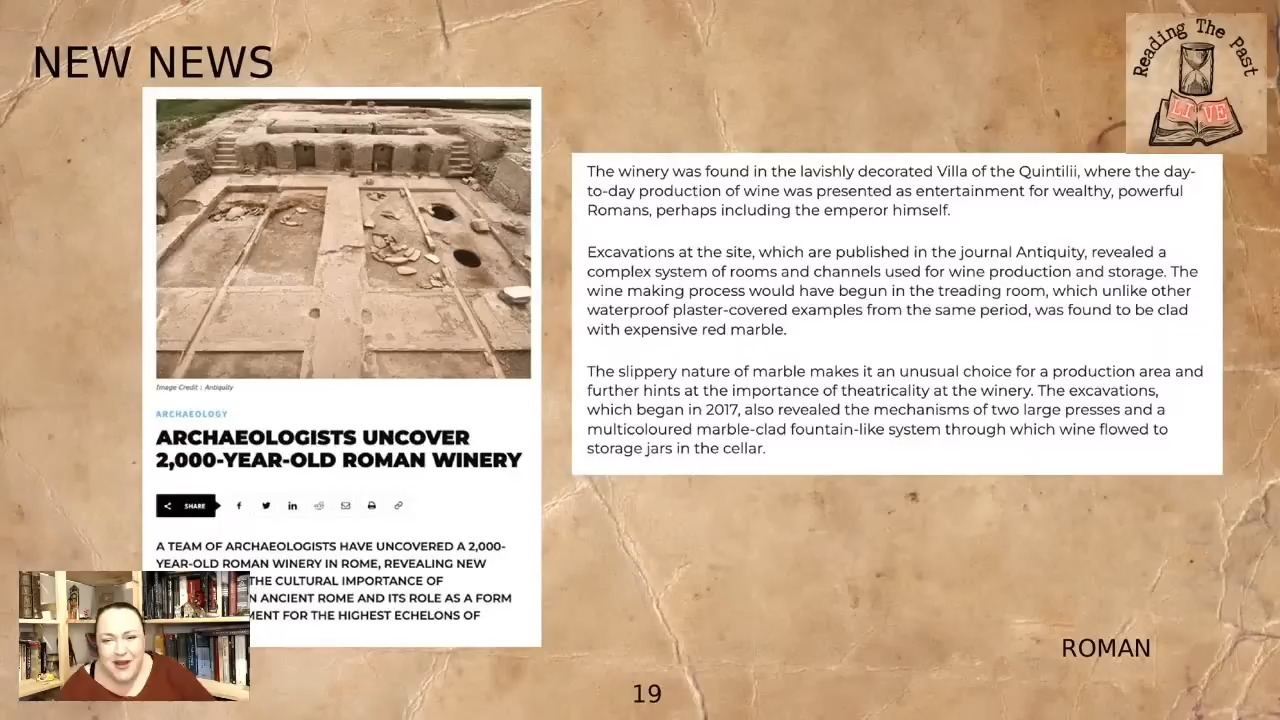 NEW NEWS
Reading The Past
LIVE
Image Credit : Antiquity
ARCHAEOLOGY
ARCHAEOLOGISTS UNCOVER
2,000-YEAR-OLD ROMAN WINERY
SHARE
A TEAM OF ARCHAEOLOGISTS HAVE UNCOVERED A 2,000-
YEAR-OLD ROMAN WINERY IN ROME, REVEALING NEW
THE CULTURAL IMPORTANCE OF
N ANCIENT ROME AND ITS ROLE AS A FORM
MENT FOR THE HIGHEST ECHELONS OF
The winery was found in the lavishly decorated Villa of the Quintilii, where the day-
to-day production of wine was presented as entertainment for wealthy, powerful
Romans, perhaps including the emperor himself.
Excavations at the site, which are published in the journal Antiquity, revealed a
complex system of rooms and channels used for wine production and storage. The
wine making process would have begun in the treading room, which unlike other
waterproof plaster-covered examples from the same period, was found to be clad
with expensive red marble.
The slippery nature of marble makes it an unusual choice for a production area and
further hints at the importance of theatricality at the winery. The excavations,
which began in 2017, also revealed the mechanisms of two large presses and a
multicoloured marble-clad fountain-like system through which wine flowed to
storage jars in the cellar.
ROMAN
19